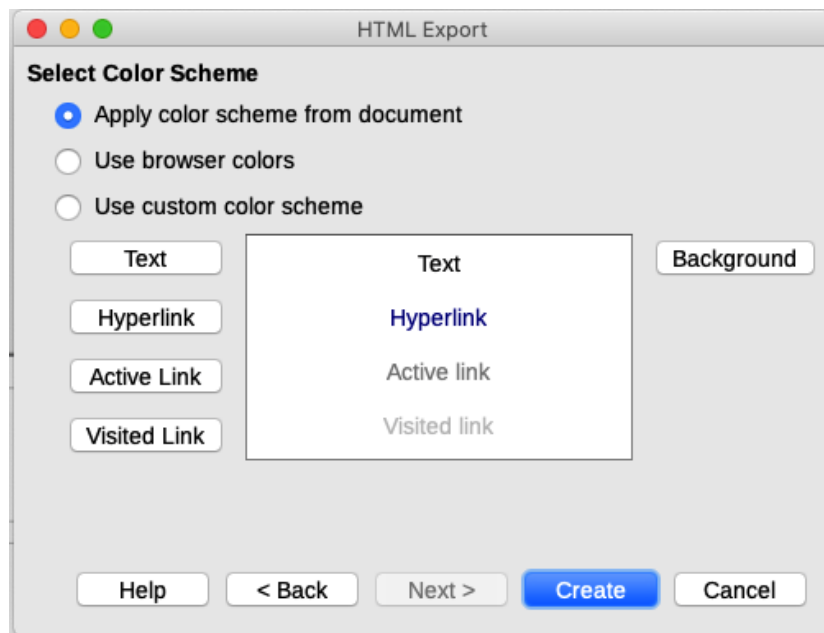 HTML Export
Select Color Scheme
Apply color scheme from document
Use browser colors
Use custom color scheme
Text
Text
Background
Hyperlink
Hyperlink
Active Link
Active link
Visited Link
Visited link
Help
< Back
Next >
Create
Cancel